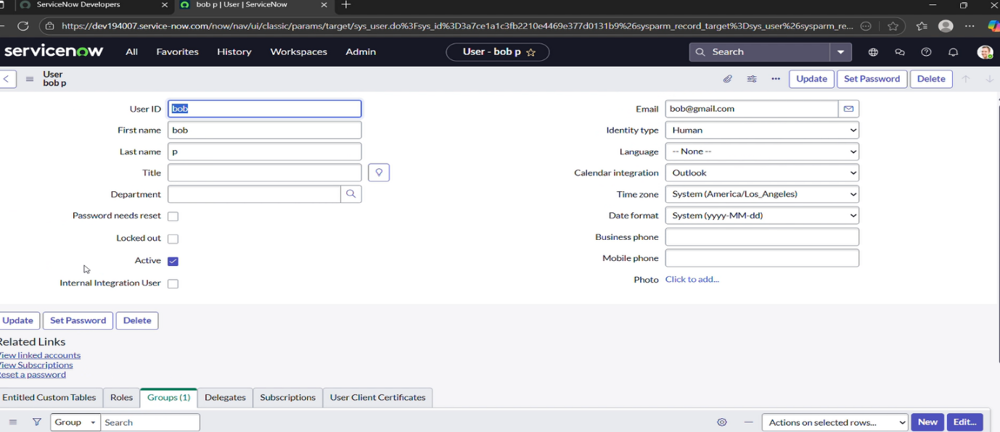 ServiceNow Developers
bob p | User | ServiceNow
https://dev194007.service-now.com/now/nav/ui/classic/params/target/sys_user.do%3Fsys_id%3D3a7ce1a1c3fb2210e4469e377d0131b9%26sysparm_record_target%3Dsys_user%26sysparm_re...
servicenow All Favorites History Workspaces Admin User - bob p Search
User
bob p
Update Set Password Delete
User ID bob
First name bob
Last name p
Title
Department
Password needs reset
Locked out
Active
Internal Integration User
Email bob@gmail.com
Identity type Human
Language -- None --
Calendar integration Outlook
Time zone System (America/Los_Angeles)
Date format System (yyyy-MM-dd)
Business phone
Mobile phone
Photo Click to add...
Update Set Password Delete
Related Links
View linked accounts
View Subscriptions
Reset a password
Entitled Custom Tables Roles Groups (1) Delegates Subscriptions User Client Certificates
Group Search Actions on selected rows... New Edit...